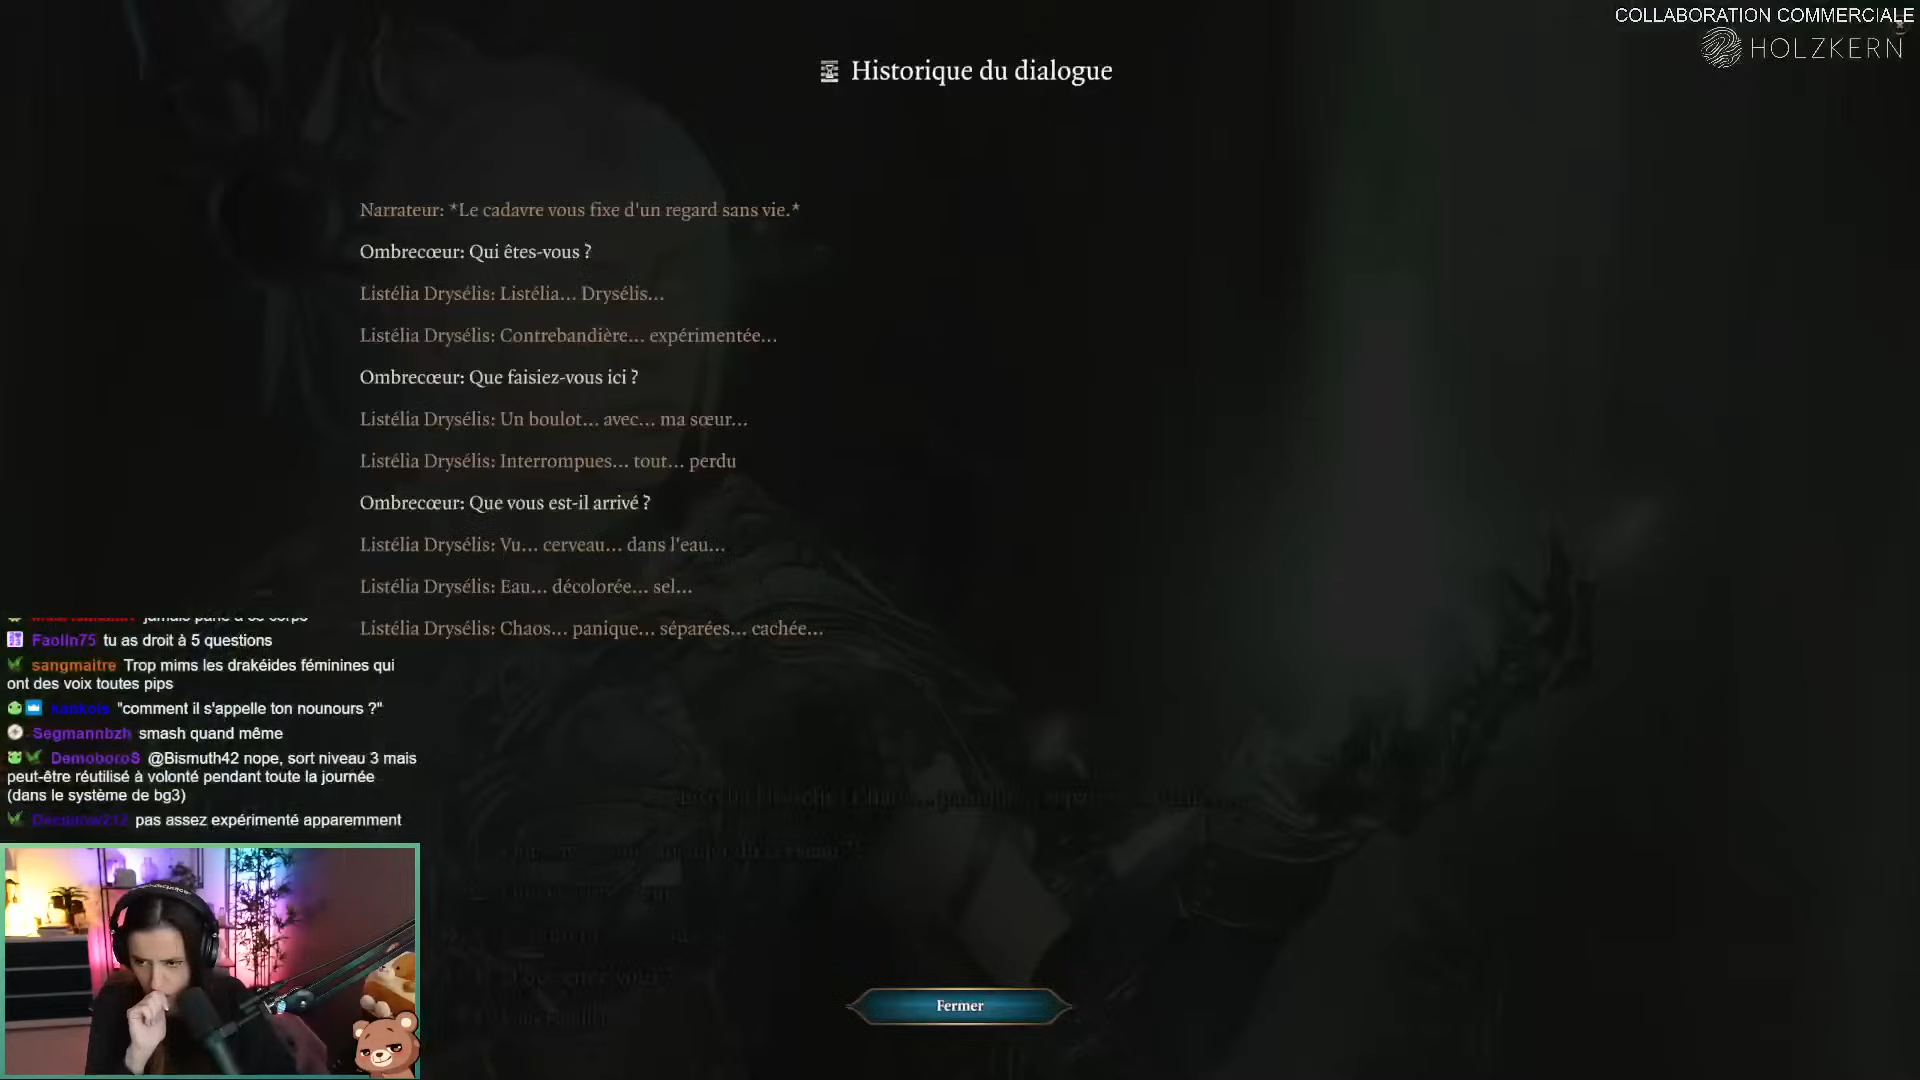 COLLABORATION COMMERCIALE
HOLZKERN
Historique du dialogue
Narrateur: *Le cadavre vous fixe d'un regard sans vie.*
Ombrecœur: Qui êtes-vous ?
Listélia Drysélis: Listélia... Drysélis...
Listélia Drysélis: Contrebandière... expérimentée...
Ombrecœur: Que faisiez-vous ici ?
Listélia Drysélis: Un boulot... avec... ma sœur...
Listélia Drysélis: Interrompues... tout... perdu
Ombrecœur: Que vous est-il arrivé ?
Listélia Drysélis: Vu... cerveau... dans l'eau...
Listélia Drysélis: Eau... décolorée... sel...
Listélia Drysélis: Chaos... panique... séparées... cachée...
Faolin75 tu as droit à 5 questions
sangmaitre Trop mims les drakéides féminines qui
ont des voix toutes pips
"comment il s'appelle ton nounours ?"
Segmannbzh smash quand même
DemoboroS @Bismuth42 nope, sort niveau 3 mais
peut-être réutilisé à volonté pendant toute la journée
(dans le système de bg3)
pas assez expérimenté apparemment
Fermer